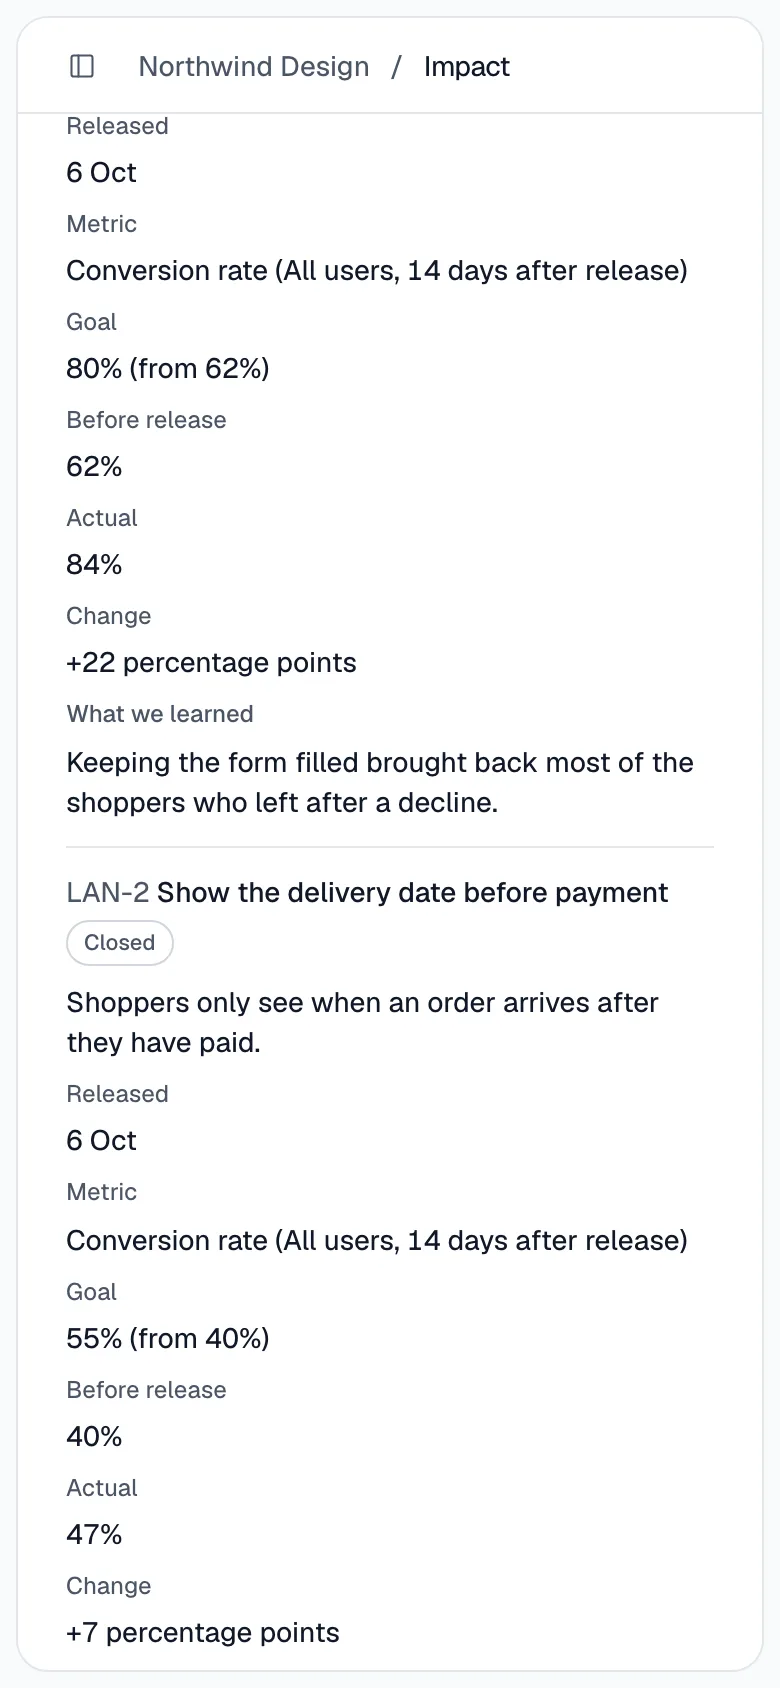 Northwind Design / Impact
Released
6 Oct
Metric
Conversion rate (All users, 14 days after release)
Goal
80% (from 62%)
Before release
62%
Actual
84%
Change
+22 percentage points
What we learned
Keeping the form filled brought back most of the
shoppers who left after a decline.
LAN-2 Show the delivery date before payment
Closed
Shoppers only see when an order arrives after
they have paid.
Released
6 Oct
Metric
Conversion rate (All users, 14 days after release)
Goal
55% (from 40%)
Before release
40%
Actual
47%
Change
+7 percentage points